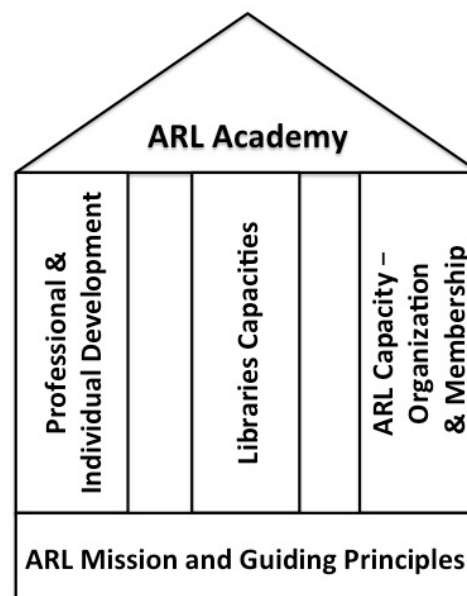 ARL Academy
Professional &
Individual Development
Libraries Capacities
ARL Capacity –
Organization
& Membership
ARL Mission and Guiding Principles